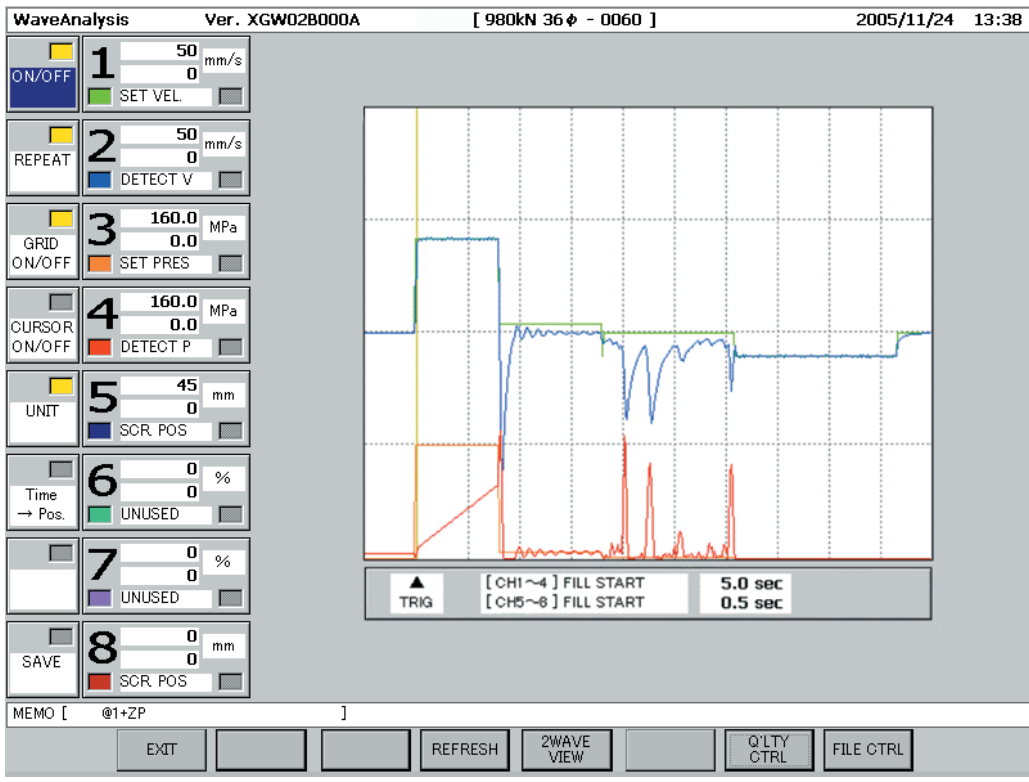 WaveAnalysis Ver. XGW02B000A [ 980kN 36φ - 0060 ] 2005/11/24 13:38
ON/OFF
1 50 mm/s
0
SET VEL.
REPEAT
2 50 mm/s
0
DETECT V
GRID ON/OFF
3 160.0 MPa
0.0
SET PRES
CURSOR ON/OFF
4 160.0 MPa
0.0
DETECT P
UNIT
5 45 mm
0
SCR. POS
Time → Pos.
6 0 %
0
UNUSED
7 0 %
0
UNUSED
SAVE
8 0 mm
0
SCR. POS
▲ TRIG
[ CH1~4 ] FILL START 5.0 sec
[ CH5~8 ] FILL START 0.5 sec
MEMO [ @1+ZP ]
EXIT REFRESH 2WAVE VIEW Q'LTY CTRL FILE CTRL